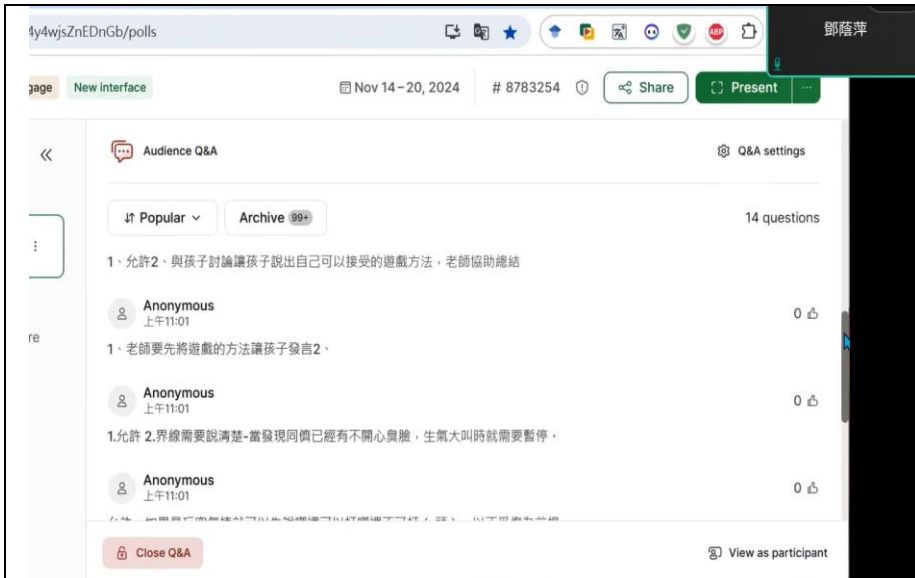 4y4wjsZnEDnGb/polls
鄧蔭萍
gage New interface Nov 14 – 20, 2024 # 8783254 Share Present
Audience Q&A Q&A settings
Popular Archive 99+ 14 questions
1、允許2、與孩子討論讓孩子說出自己可以接受的遊戲方法，老師協助總結
Anonymous 0
上午11:01
re
1、老師要先將遊戲的方法讓孩子發言2、
Anonymous 0
上午11:01
1.允許 2.界線需要說清楚-當發現同儕已經有不開心臭臉，生氣大叫時就需要暫停。
Anonymous 0
上午11:01
Close Q&A View as participant